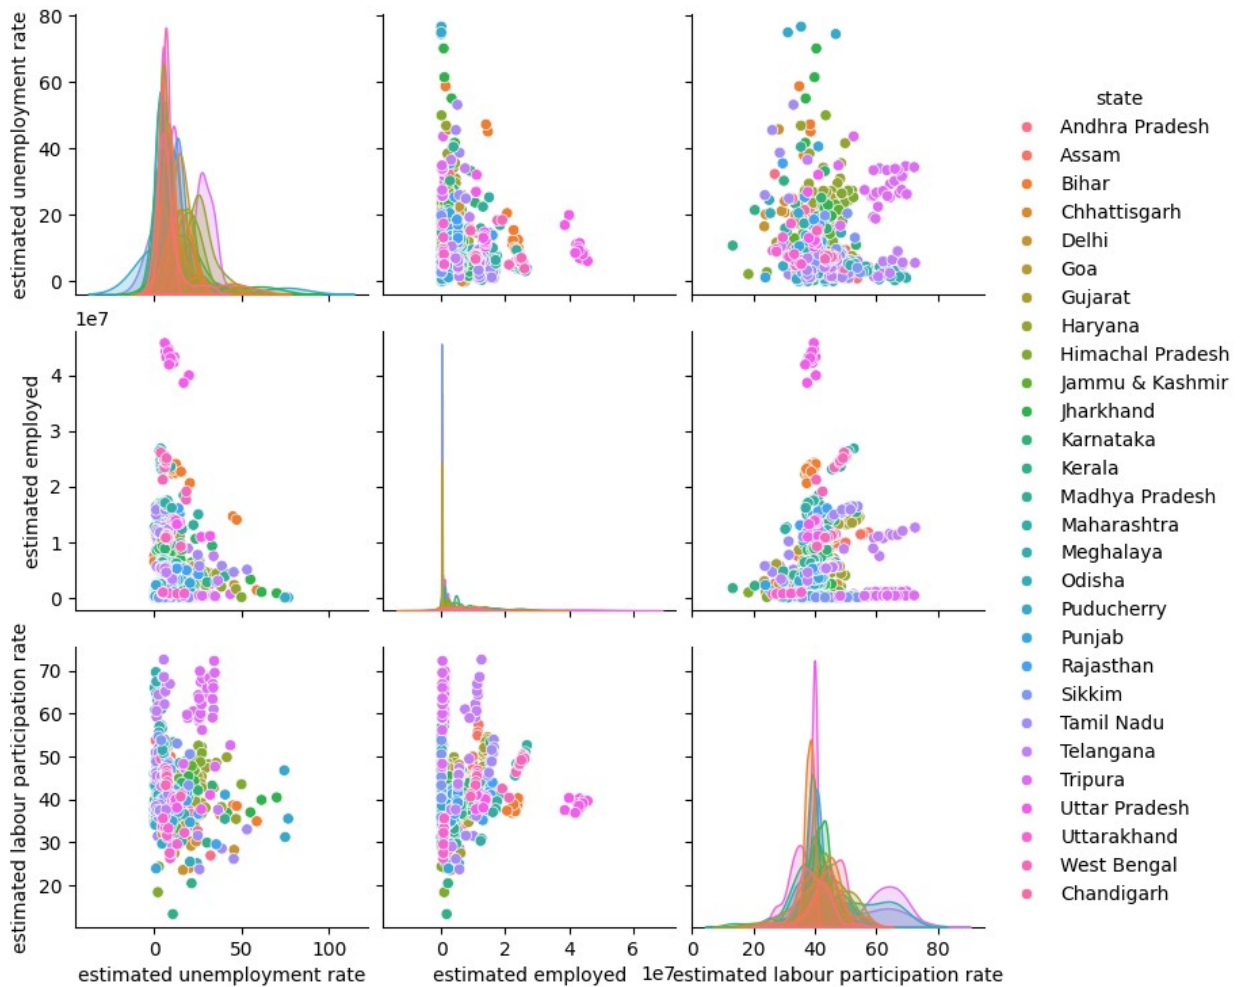 80
60
40
20
0
estimated unemployment rate
1e7
4
3
2
1
0
estimated employed
70
60
50
40
30
20
estimated labour participation rate
0 50 100
estimated unemployment rate
0 2 4 6
estimated employed
1e7
0 20 40 60 80
estimated labour participation rate
state
Andhra Pradesh
Assam
Bihar
Chhattisgarh
Delhi
Goa
Gujarat
Haryana
Himachal Pradesh
Jammu & Kashmir
Jharkhand
Karnataka
Kerala
Madhya Pradesh
Maharashtra
Meghalaya
Odisha
Puducherry
Punjab
Rajasthan
Sikkim
Tamil Nadu
Telangana
Tripura
Uttar Pradesh
Uttarakhand
West Bengal
Chandigarh